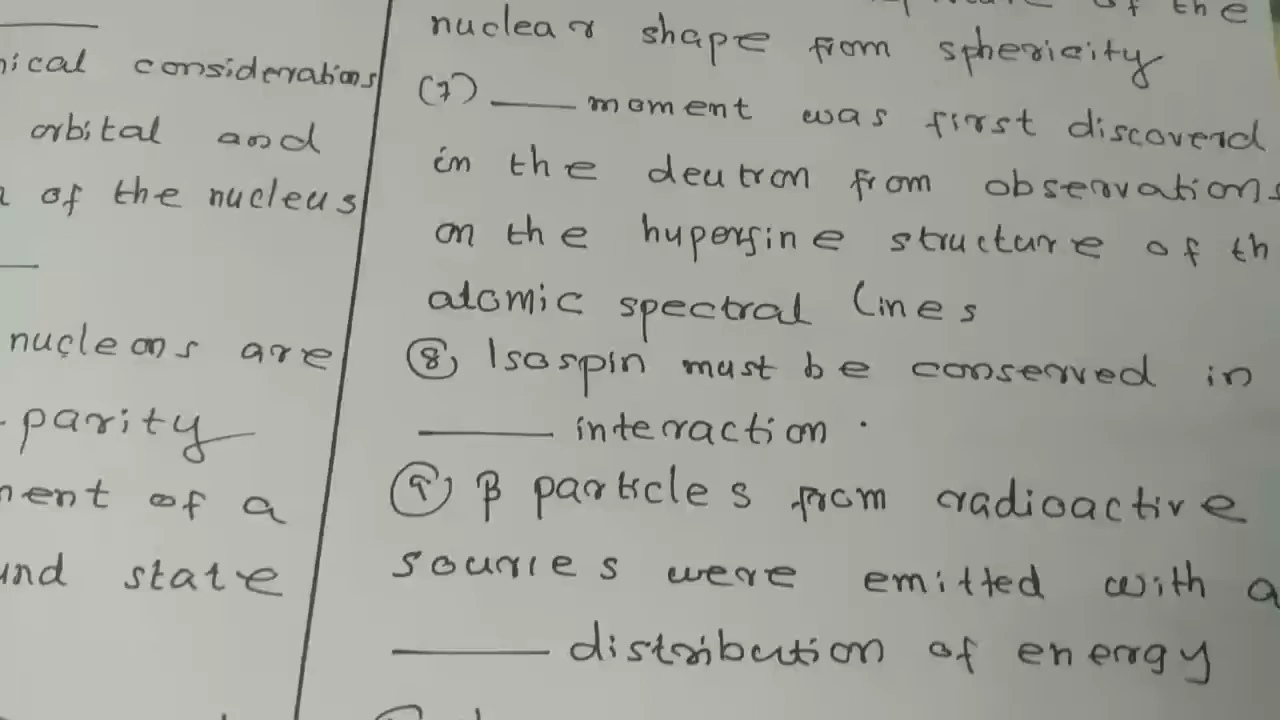 ical considerations
orbital and
of the nucleus
nucleons are
parity
ment of a
und state
of the
nuclear shape from sphericity
(7) ____ moment was first discoverd
in the deutron from observations
on the hyperfine structure of th
atomic spectral lines
(8) Isospin must be conserved in
____ interaction.
(9) β particles from radioactive
sources were emitted with a
____ distribution of energy